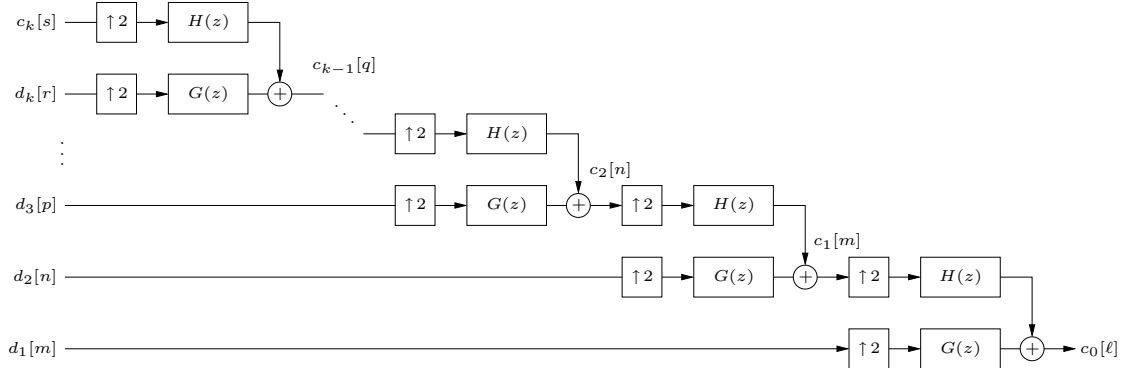 c_k[s] ↑2 H(z)
c_{k−1}[q]
d_k[r] ↑2 G(z) +
↑2 H(z)
c_2[n]
d_3[p] ↑2 G(z) + ↑2 H(z)
c_1[m]
d_2[n] ↑2 G(z) + ↑2 H(z)
d_1[m] ↑2 G(z) + c_0[ℓ]